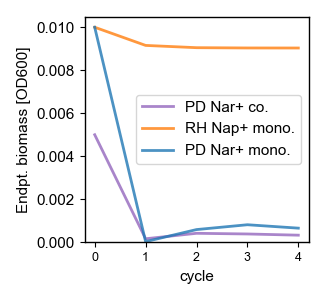 Endpt. biomass [OD600]
0.010
0.008
0.006
0.004
0.002
0.000
PD Nar+ co.
RH Nap+ mono.
PD Nar+ mono.
0 1 2 3 4
cycle